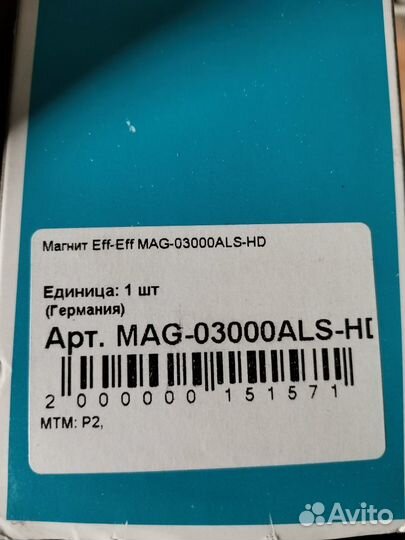 Магнит Eff-Eff MAG-03000ALS-HD
Единица: 1 шт
(Германия)
Арт. MAG-03000ALS-HD
2 000000 151571
МТМ: P2,
Avito